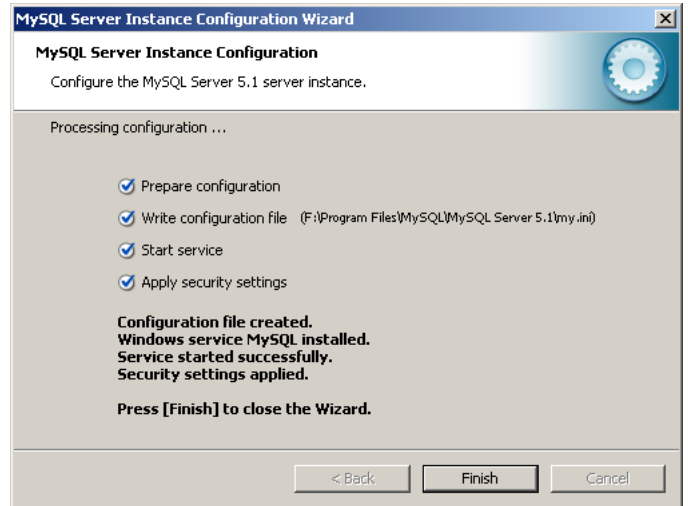 MySQL Server Instance Configuration Wizard
MySQL Server Instance Configuration
Configure the MySQL Server 5.1 server instance.
Processing configuration ...
Prepare configuration
Write configuration file (F:\Program Files\MySQL\MySQL Server 5.1\my.ini)
Start service
Apply security settings
Configuration file created.
Windows service MySQL installed.
Service started successfully.
Security settings applied.
Press [Finish] to close the Wizard.
< Back Finish Cancel